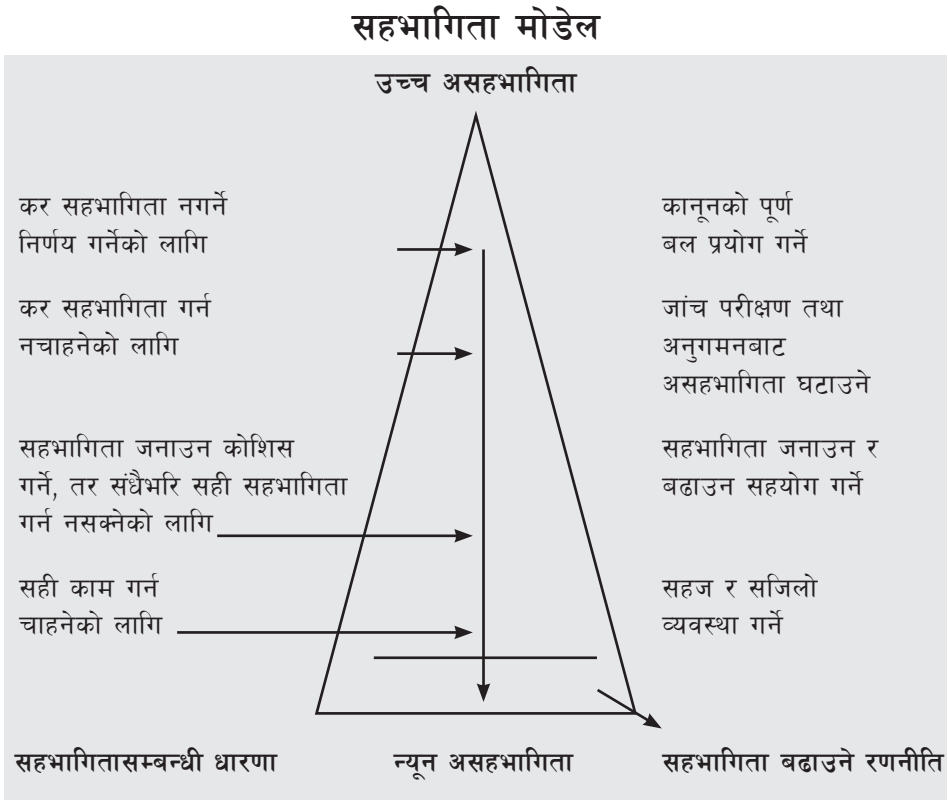 सहभागिता मोडेल
उच्च असहभागिता
कर सहभागिता नगर्ने
निर्णय गर्नेको लागि
कानूनको पूर्ण
बल प्रयोग गर्ने
कर सहभागिता गर्न
नचाहनेको लागि
जांच परीक्षण तथा
अनुगमनबाट
असहभागिता घटाउने
सहभागिता जनाउन कोशिस
गर्ने, तर संधैभरि सही सहभागिता
गर्न नसक्नेको लागि
सहभागिता जनाउन र
बढाउन सहयोग गर्ने
सही काम गर्न
चाहनेको लागि
सहज र सजिलो
व्यवस्था गर्ने
सहभागितासम्बन्धी धारणा
न्यून असहभागिता
सहभागिता बढाउने रणनीति